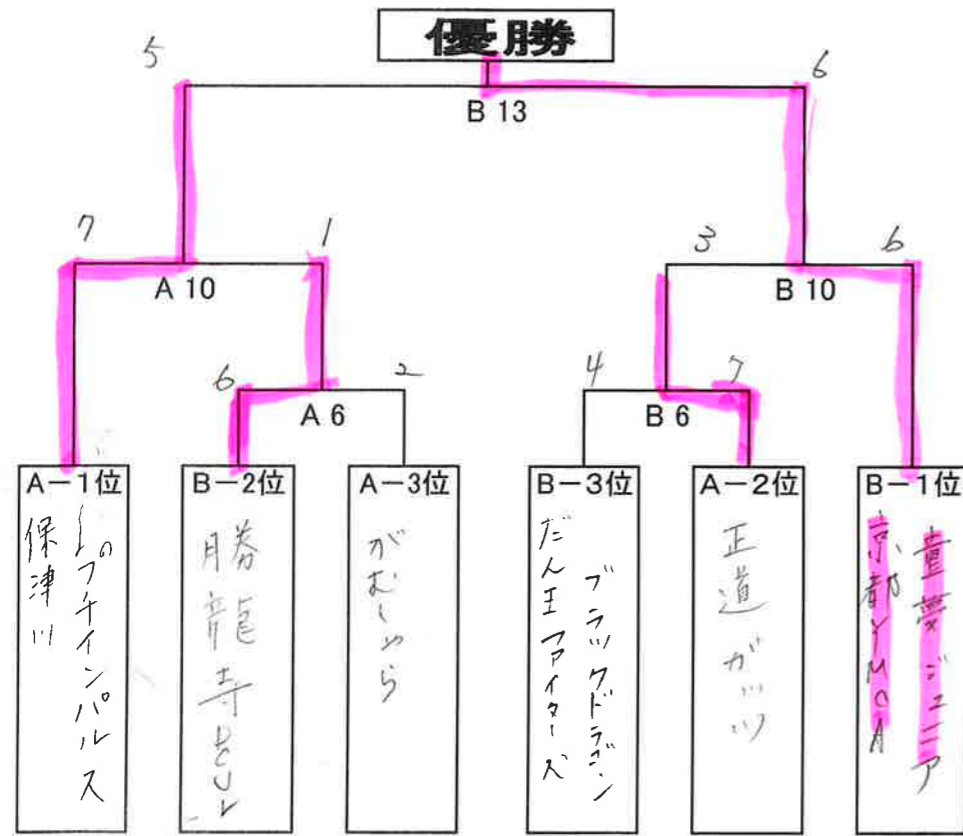 優勝
5
6
B 13
7
1
3
6
A 10
B 10
6
2
4
7
A 6
B 6
A－1位
B－2位
A－3位
B－3位
A－2位
B－1位
しのプチインパルス
保津川
勝龍寺
がむしゃら
ブラックドラゴン
だん王ファイターズ
正道ガッツ
ジュニア
京都YMCA